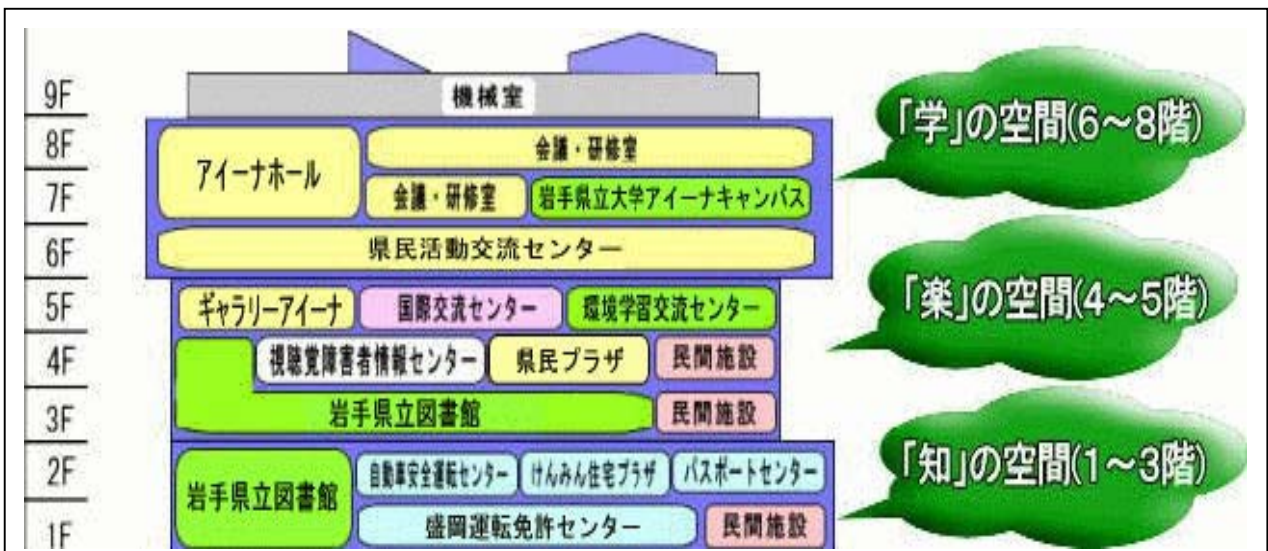 9F 機械室
8F 会議・研修室
アイーナホール
7F 会議・研修室 岩手県立大学アイーナキャンパス
「学」の空間(6〜8階)
6F 県民活動交流センター
5F ギャラリーアイーナ 国際交流センター 環境学習交流センター
「楽」の空間(4〜5階)
4F 視聴覚障害者情報センター 県民プラザ 民間施設
3F 岩手県立図書館 民間施設
2F 自動車安全運転センター けんみん住宅プラザ パスポートセンター
岩手県立図書館
「知」の空間(1〜3階)
1F 盛岡運転免許センター 民間施設